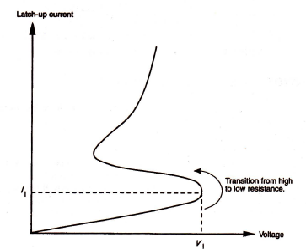 Latch-up current
Transition from high
to low resistance.
I1
Voltage
V1